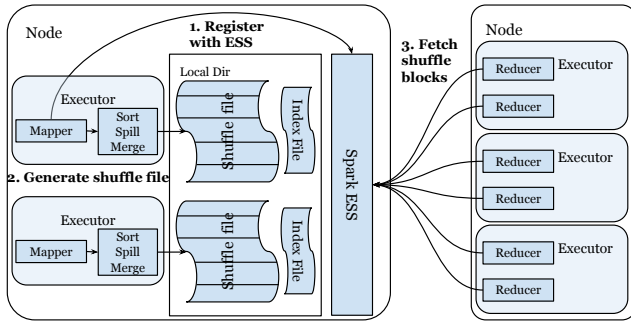 Node
1. Register
with ESS
3. Fetch
shuffle
blocks
Node
Executor
Mapper
Sort
Spill
Merge
Local Dir
Shuffle file
Index File
2. Generate shuffle file
Executor
Mapper
Sort
Spill
Merge
Shuffle file
Index File
Spark ESS
Reducer
Executor
Reducer
Reducer
Executor
Reducer
Reducer
Executor
Reducer